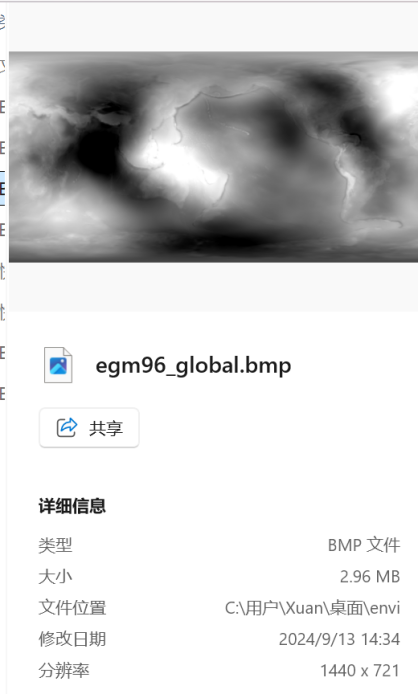 egm96_global.bmp
共享
详细信息
类型 BMP 文件
大小 2.96 MB
文件位置 C:\用户\Xuan\桌面\envi
修改日期 2024/9/13 14:34
分辨率 1440 x 721